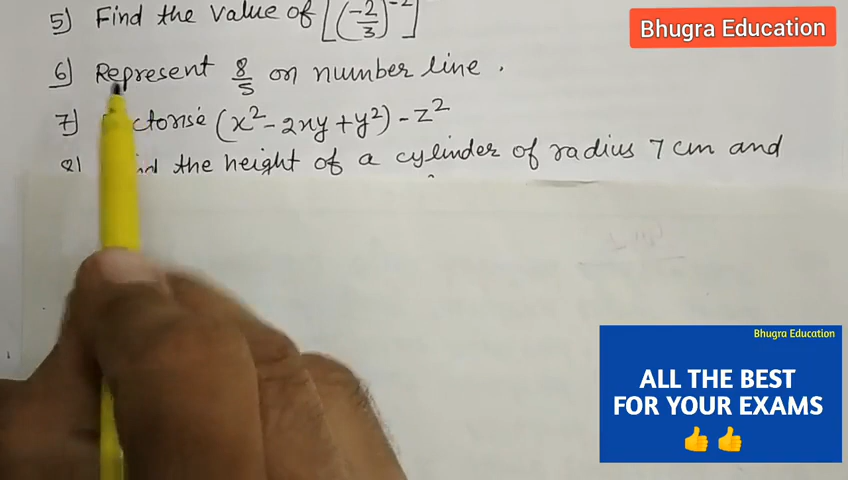 5) Find the value of [(-2/3)^-2]
Bhugra Education
6) Represent 8/5 on number line.
7) factorise (x² - 2xy + y²) - z²
8) the height of a cylinder of radius 7 cm and
Bhugra Education
ALL THE BEST
FOR YOUR EXAMS
👍 👍